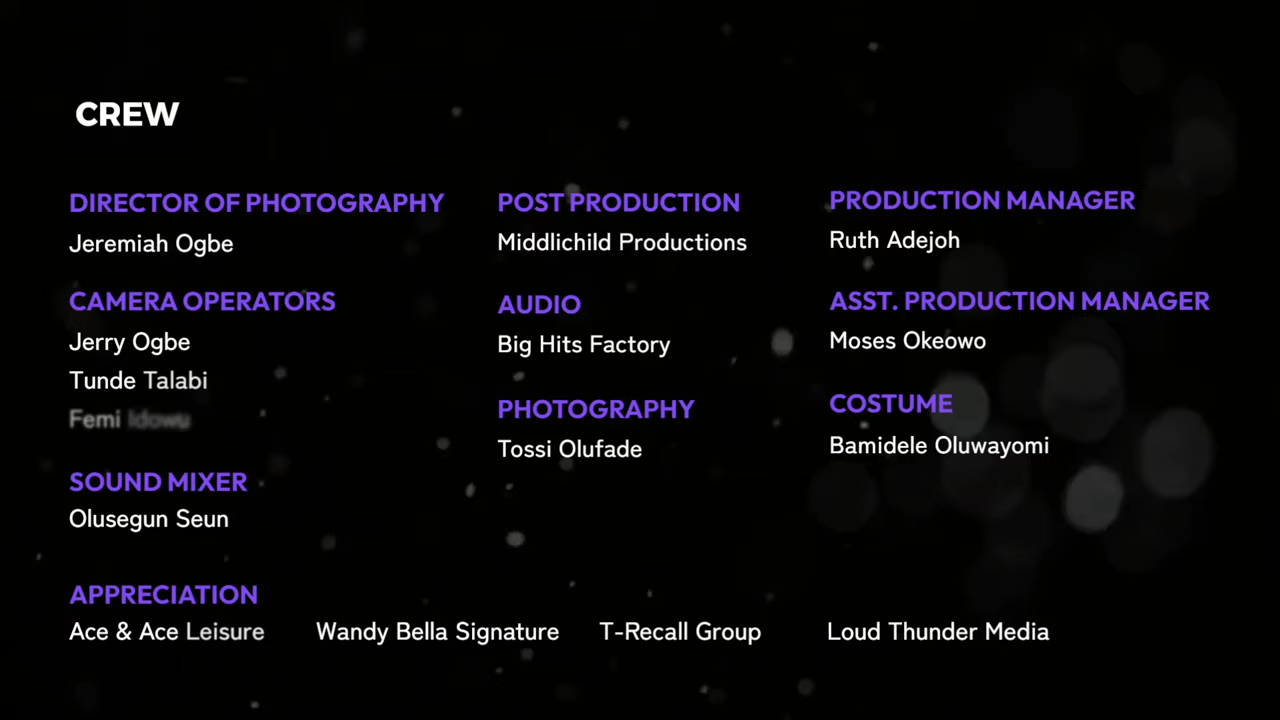 CREW
DIRECTOR OF PHOTOGRAPHY
Jeremiah Ogbe
CAMERA OPERATORS
Jerry Ogbe
Tunde Talabi
Femi Idowu
SOUND MIXER
Olusegun Seun
POST PRODUCTION
Middlichild Productions
AUDIO
Big Hits Factory
PHOTOGRAPHY
Tossi Olufade
PRODUCTION MANAGER
Ruth Adejoh
ASST. PRODUCTION MANAGER
Moses Okeowo
COSTUME
Bamidele Oluwayomi
APPRECIATION
Ace & Ace Leisure Wandy Bella Signature T-Recall Group Loud Thunder Media